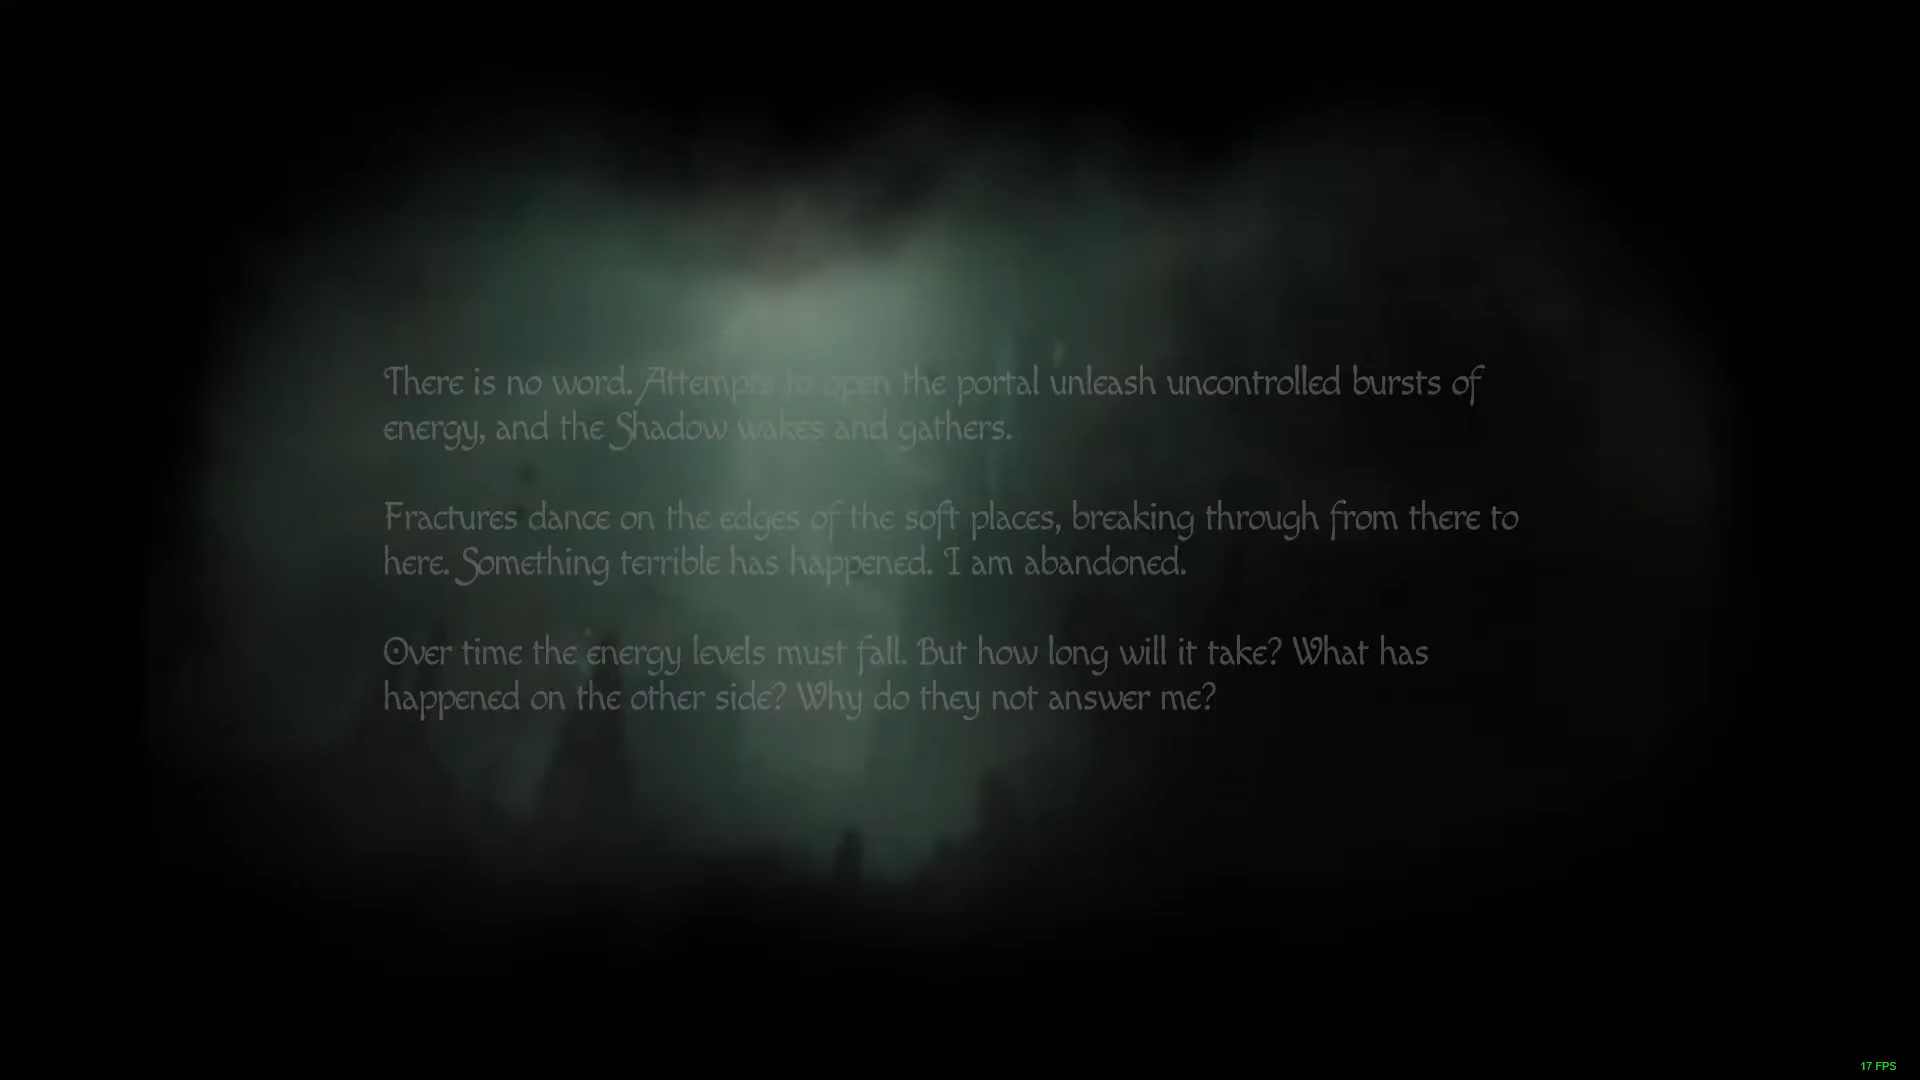 There is no word. Attempts to open the portal unleash uncontrolled bursts of
energy, and the Shadow wakes and gathers.
Fractures dance on the edges of the soft places, breaking through from there to
here. Something terrible has happened. I am abandoned.
Over time the energy levels must fall. But how long will it take? What has
happened on the other side? Why do they not answer me?
17 FPS